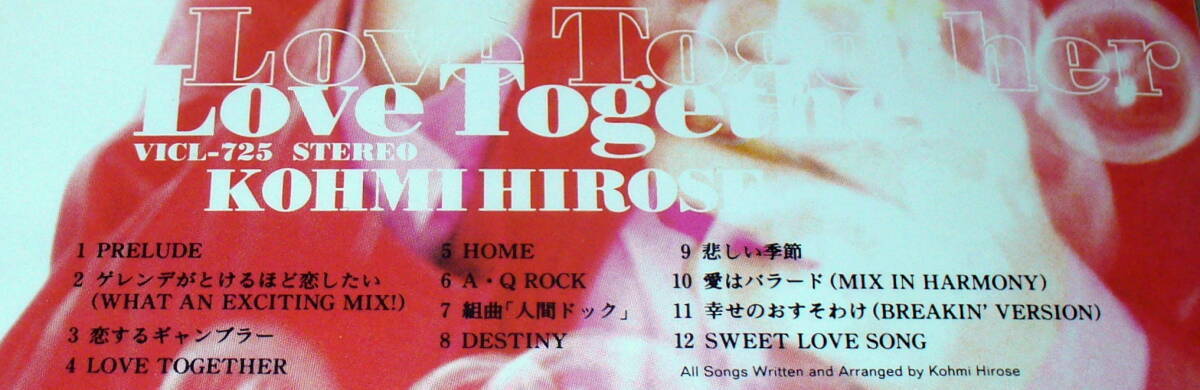 Love Together
Love Togeth
VICL-725 STEREO
KOHMI HIROSE
1 PRELUDE
2 ゲレンデがとけるほど恋したい
(WHAT AN EXCITING MIX!)
3 恋するギャンブラー
4 LOVE TOGETHER
5 HOME
6 A・Q ROCK
7 組曲「人間ドック」
8 DESTINY
9 悲しい季節
10 愛はバラード (MIX IN HARMONY)
11 幸せのおすそわけ (BREAKIN' VERSION)
12 SWEET LOVE SONG
All Songs Written and Arranged by Kohmi Hirose